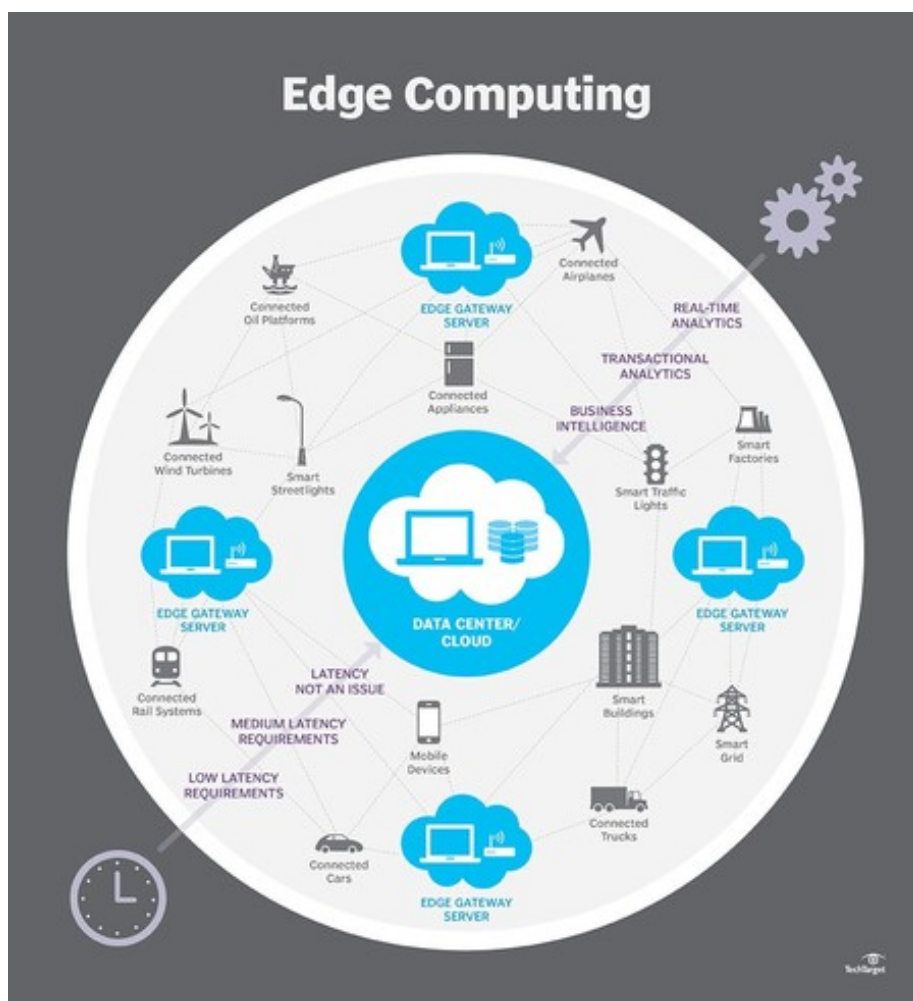 Edge Computing
EDGE GATEWAY
SERVER
Connected
Airplanes
Connected
Oil Platforms
REAL-TIME
ANALYTICS
TRANSACTIONAL
ANALYTICS
Connected
Appliances
BUSINESS
INTELLIGENCE
Connected
Wind Turbines
Smart
Streetlights
Smart
Factories
Smart Traffic
Lights
EDGE GATEWAY
SERVER
DATA CENTER/
CLOUD
EDGE GATEWAY
SERVER
Connected
Rail Systems
LATENCY
NOT AN ISSUE
Smart
Buildings
MEDIUM LATENCY
REQUIREMENTS
Mobile
Devices
Smart
Grid
LOW LATENCY
REQUIREMENTS
Connected
Trucks
Connected
Cars
EDGE GATEWAY
SERVER
TechTarget